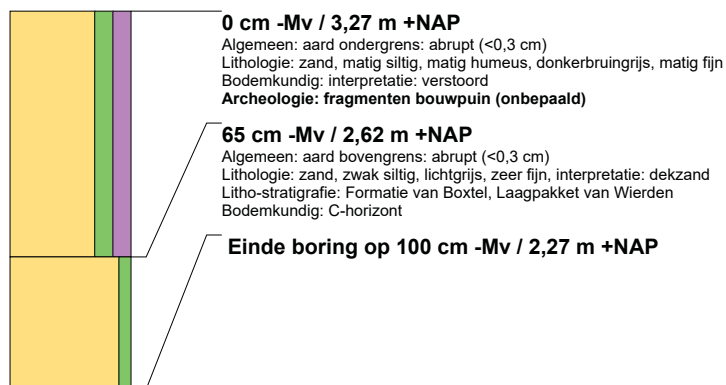 0 cm -Mv / 3,27 m +NAP
Algemeen: aard ondergrens: abrupt (<0,3 cm)
Lithologie: zand, matig siltig, matig humeus, donkerbruingrijs, matig fijn
Bodemkundig: interpretatie: verstoord
Archeologie: fragmenten bouwpuin (onbepaald)
65 cm -Mv / 2,62 m +NAP
Algemeen: aard bovengrens: abrupt (<0,3 cm)
Lithologie: zand, zwak siltig, lichtgrijs, zeer fijn, interpretatie: dekzand
Litho-stratigrafie: Formatie van Boxtel, Laagpakket van Wierden
Bodemkundig: C-horizont
Einde boring op 100 cm -Mv / 2,27 m +NAP